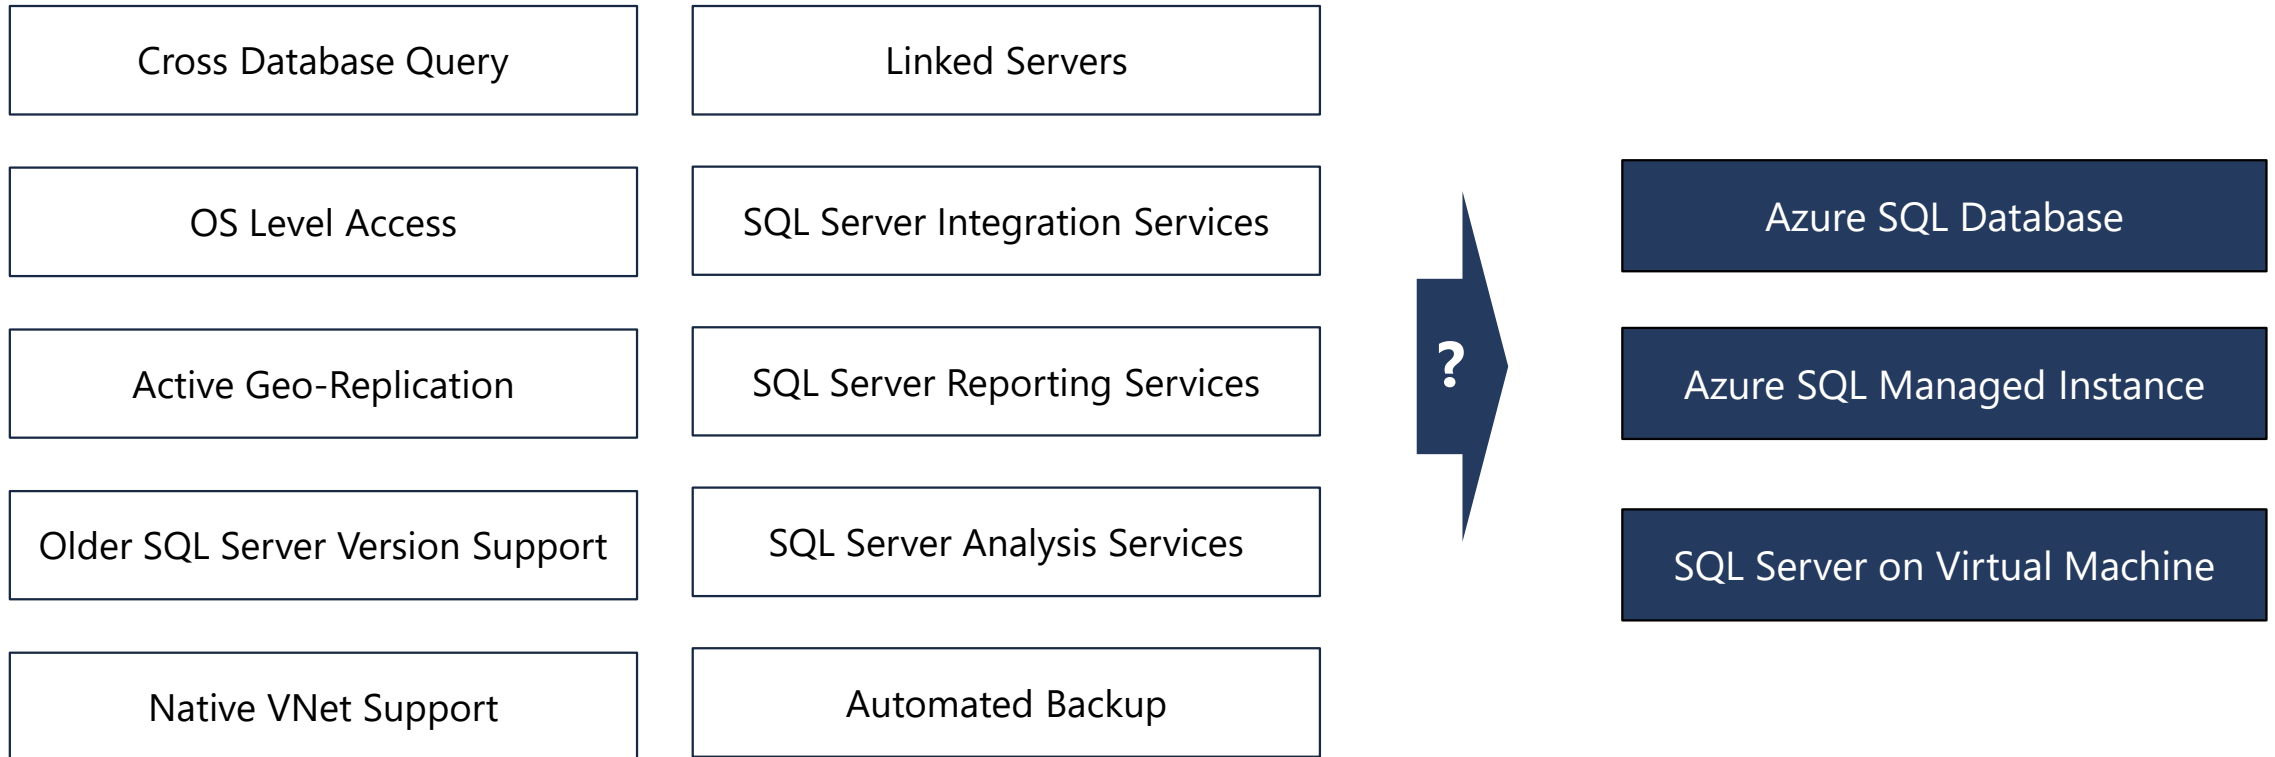 Cross Database Query
OS Level Access
Active Geo-Replication
Older SQL Server Version Support
Native VNet Support
Linked Servers
SQL Server Integration Services
SQL Server Reporting Services
SQL Server Analysis Services
Automated Backup
?
Azure SQL Database
Azure SQL Managed Instance
SQL Server on Virtual Machine